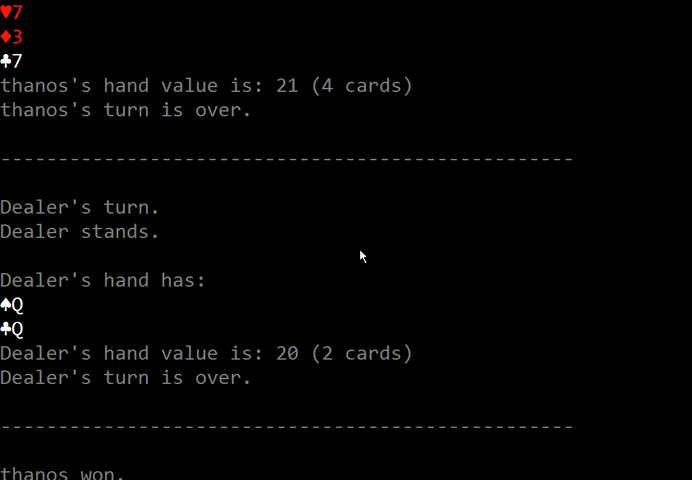 ♥7
♦3
♣7
thanos's hand value is: 21 (4 cards)
thanos's turn is over.
--------------------------------------------------
Dealer's turn.
Dealer stands.
Dealer's hand has:
♠Q
♣Q
Dealer's hand value is: 20 (2 cards)
Dealer's turn is over.
--------------------------------------------------
thanos won.